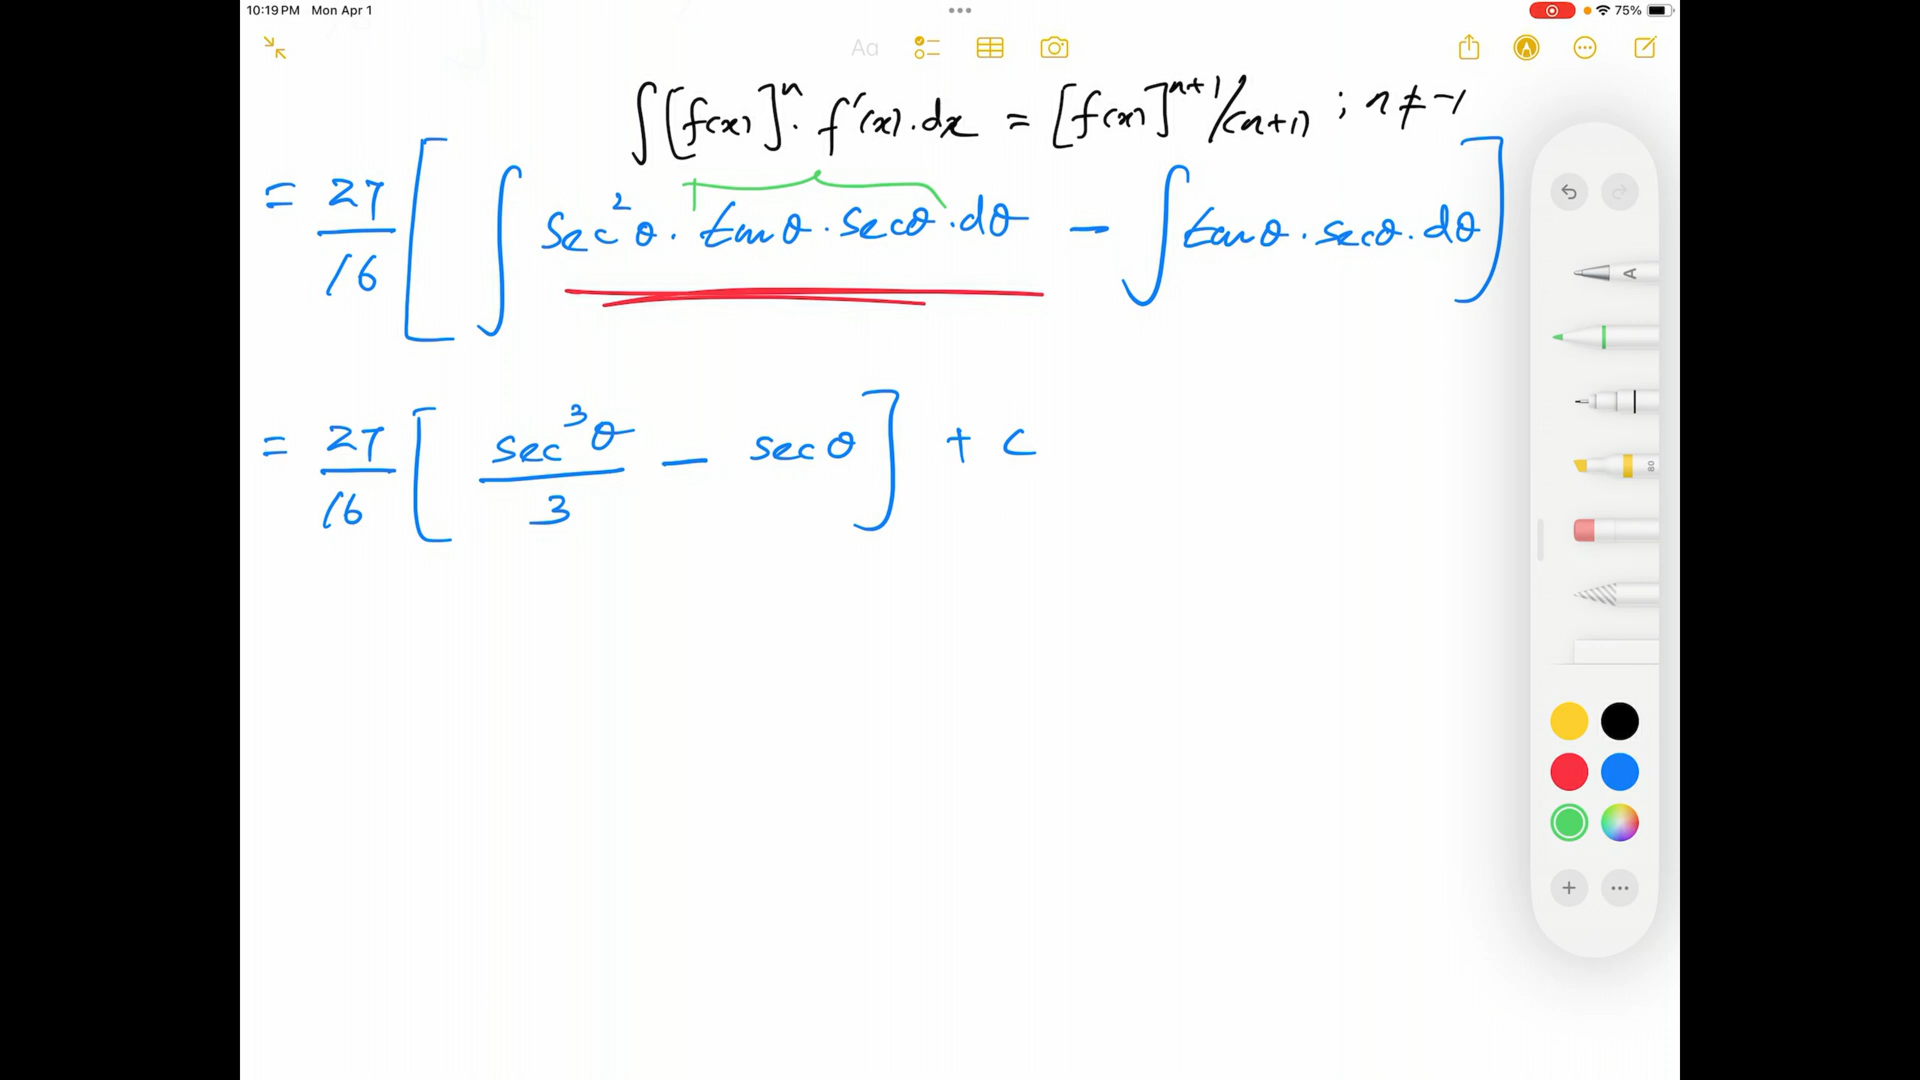 10:19 PM Mon Apr 1 75%
Aa
∫[f(x)]ⁿ · f'(x) · dx = [f(x)]ⁿ⁺¹/(n+1) ; n ≠ -1
= 27/16 [ ∫ sec²θ · tanθ · secθ · dθ - ∫ tanθ · secθ · dθ ]
= 27/16 [ sec³θ/3 - secθ ] + c
A
80